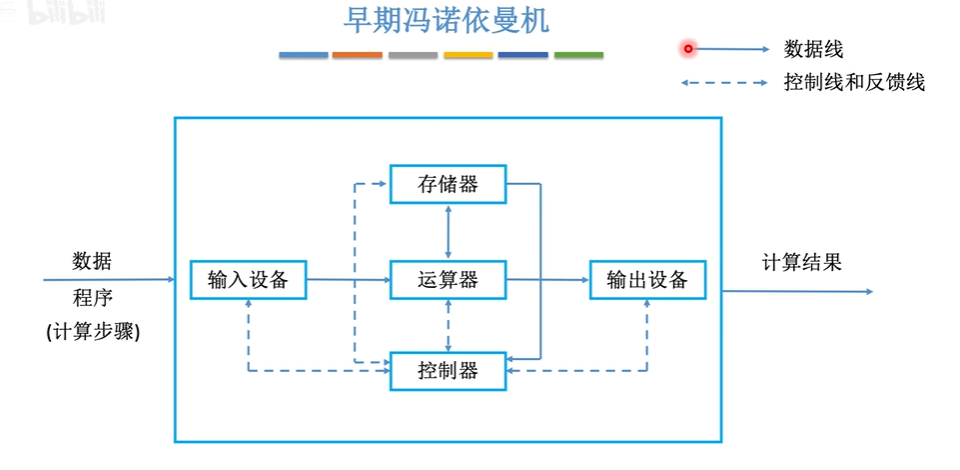 bilibili
早期冯诺依曼机
数据线
控制线和反馈线
存储器
数据
输入设备
运算器
输出设备
计算结果
程序
(计算步骤)
控制器